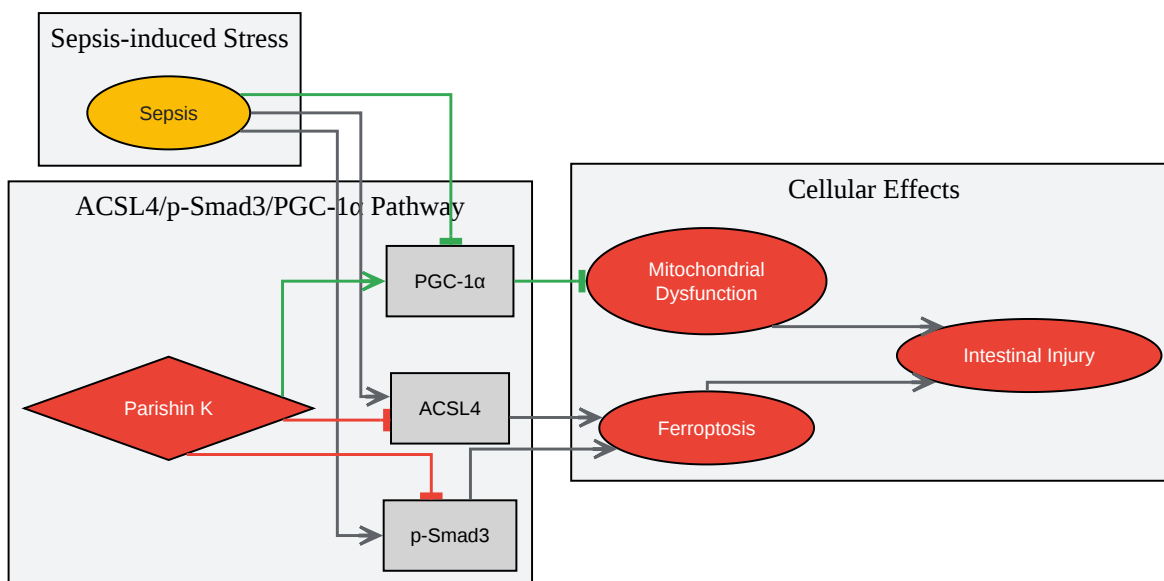 Sepsis-induced Stress
Sepsis
ACSL4/p-Smad3/PGC-1α Pathway
PGC-1α
Parishin K
ACSL4
p-Smad3
Cellular Effects
Mitochondrial
Dysfunction
Intestinal Injury
Ferroptosis